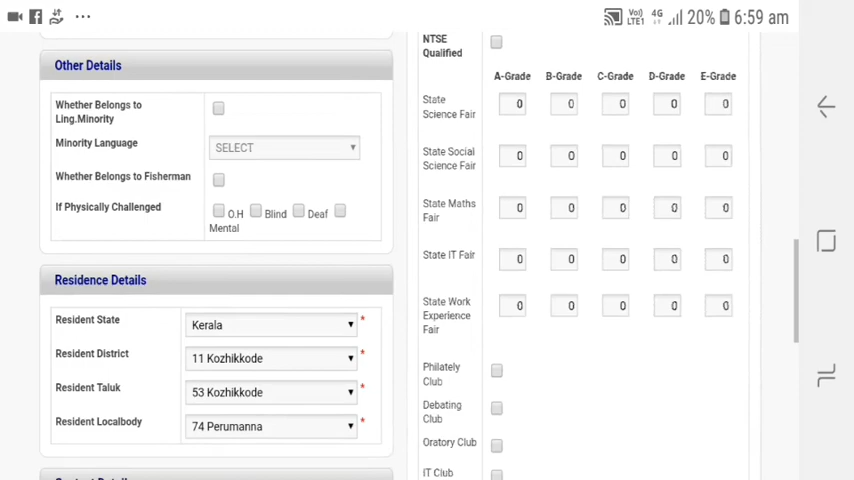 Vo)) 4G 20% 6:59 am
LTE1
Other Details
Whether Belongs to
Ling.Minority
Minority Language SELECT
Whether Belongs to Fisherman
If Physically Challenged O.H Blind Deaf
Mental
Residence Details
Resident State Kerala *
Resident District 11 Kozhikkode *
Resident Taluk 53 Kozhikkode *
Resident Localbody 74 Perumanna *
NTSE
Qualified
A-Grade B-Grade C-Grade D-Grade E-Grade
State
Science Fair 0 0 0 0 0
State Social
Science Fair 0 0 0 0 0
State Maths
Fair 0 0 0 0 0
State IT Fair 0 0 0 0 0
State Work
Experience
Fair 0 0 0 0 0
Philately
Club
Debating
Club
Oratory Club
IT Club